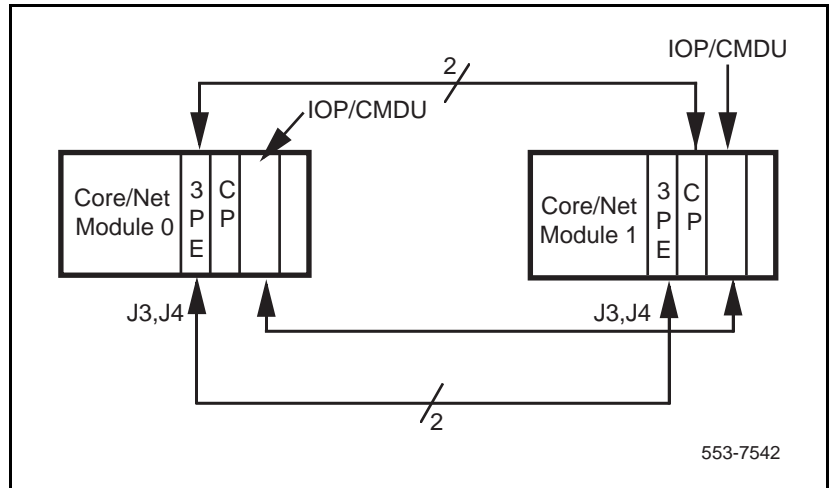 IOP/CMDU
2
IOP/CMDU
Core/Net
Module 0
3
P
E
C
P
Core/Net
Module 1
3
P
E
C
P
J3,J4
J3,J4
2
553-7542